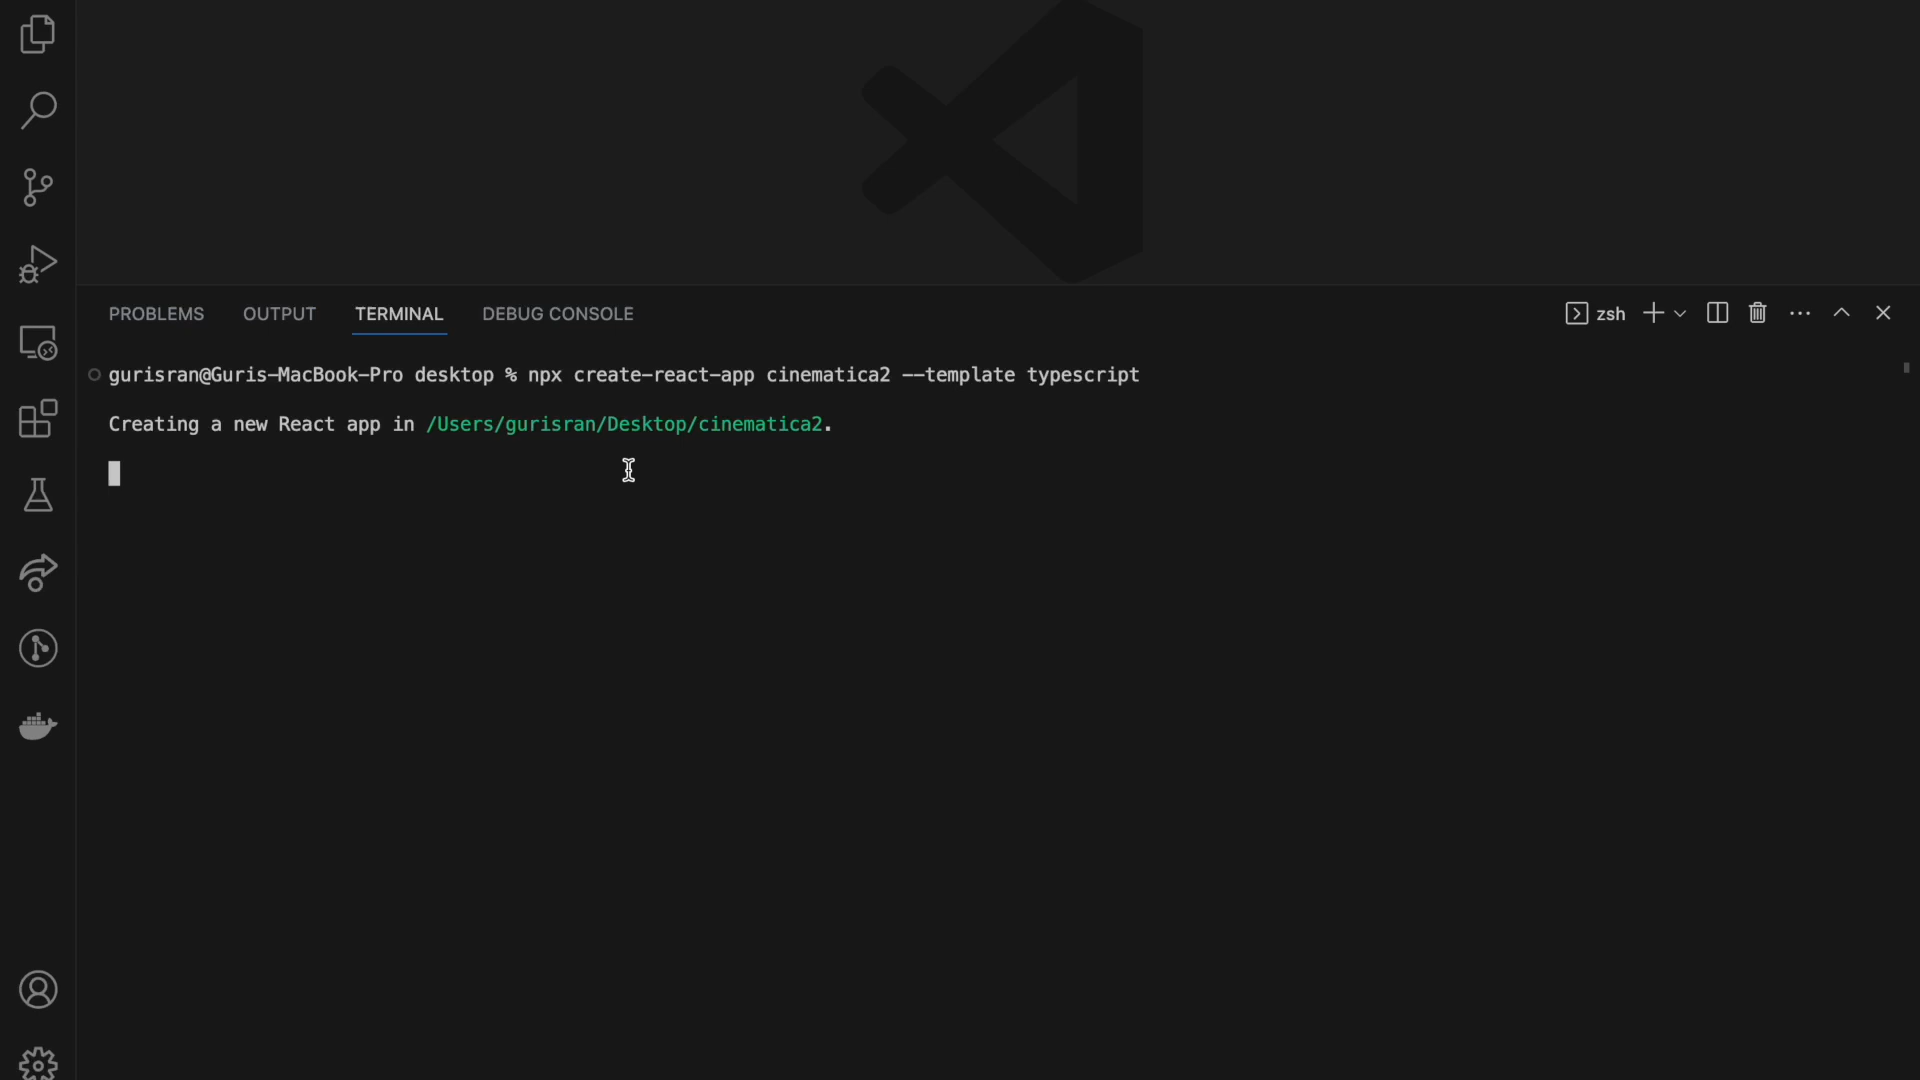 PROBLEMS OUTPUT TERMINAL DEBUG CONSOLE zsh
gurisran@Guris-MacBook-Pro desktop % npx create-react-app cinematica2 --template typescript
Creating a new React app in /Users/gurisran/Desktop/cinematica2.